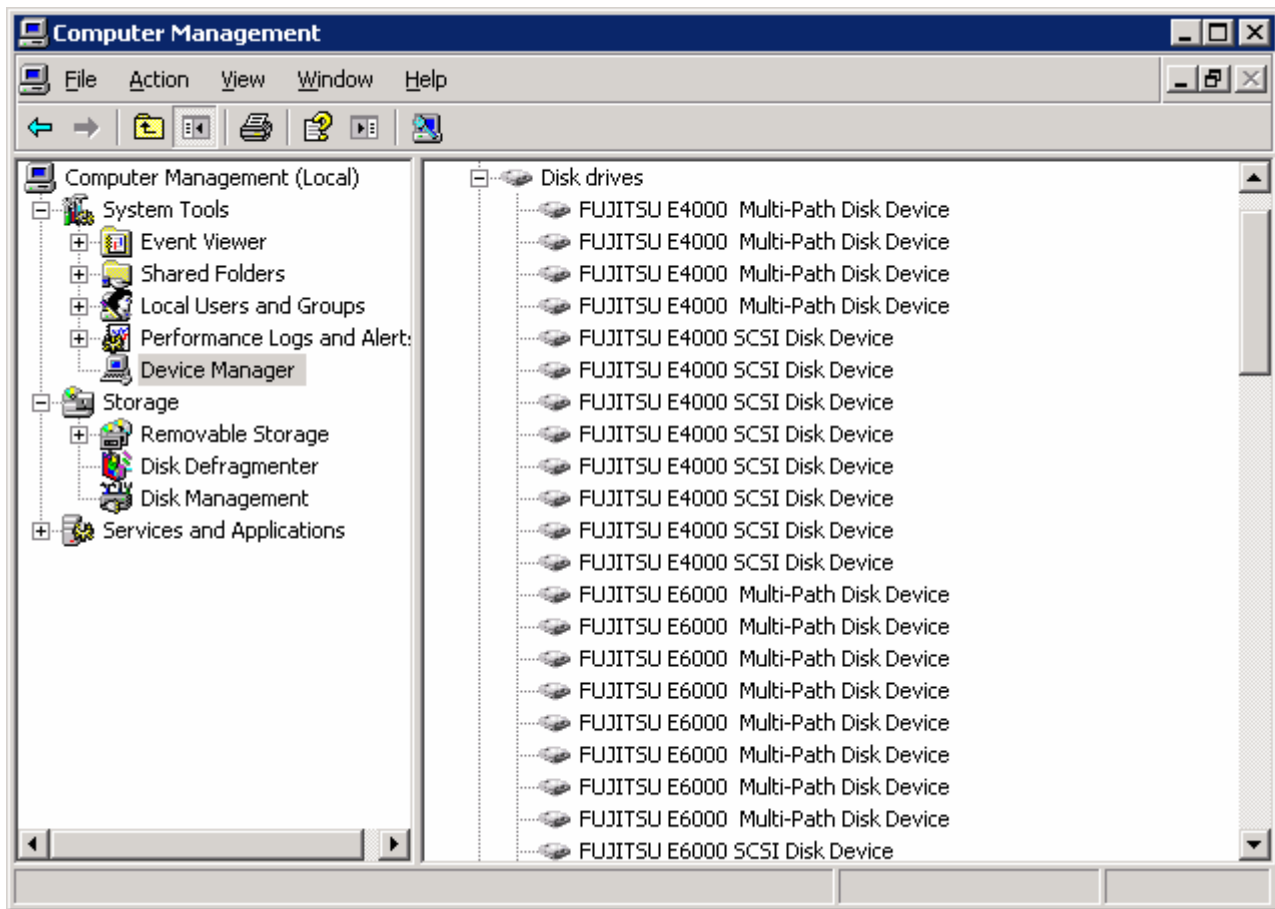 Computer Management
File Action View Window Help
Computer Management (Local)
System Tools
Event Viewer
Shared Folders
Local Users and Groups
Performance Logs and Alert
Device Manager
Storage
Removable Storage
Disk Defragmenter
Disk Management
Services and Applications
Disk drives
FUJITSU E4000 Multi-Path Disk Device
FUJITSU E4000 Multi-Path Disk Device
FUJITSU E4000 Multi-Path Disk Device
FUJITSU E4000 Multi-Path Disk Device
FUJITSU E4000 SCSI Disk Device
FUJITSU E4000 SCSI Disk Device
FUJITSU E4000 SCSI Disk Device
FUJITSU E4000 SCSI Disk Device
FUJITSU E4000 SCSI Disk Device
FUJITSU E4000 SCSI Disk Device
FUJITSU E4000 SCSI Disk Device
FUJITSU E4000 SCSI Disk Device
FUJITSU E6000 Multi-Path Disk Device
FUJITSU E6000 Multi-Path Disk Device
FUJITSU E6000 Multi-Path Disk Device
FUJITSU E6000 Multi-Path Disk Device
FUJITSU E6000 Multi-Path Disk Device
FUJITSU E6000 Multi-Path Disk Device
FUJITSU E6000 Multi-Path Disk Device
FUJITSU E6000 Multi-Path Disk Device
FUJITSU E6000 SCSI Disk Device